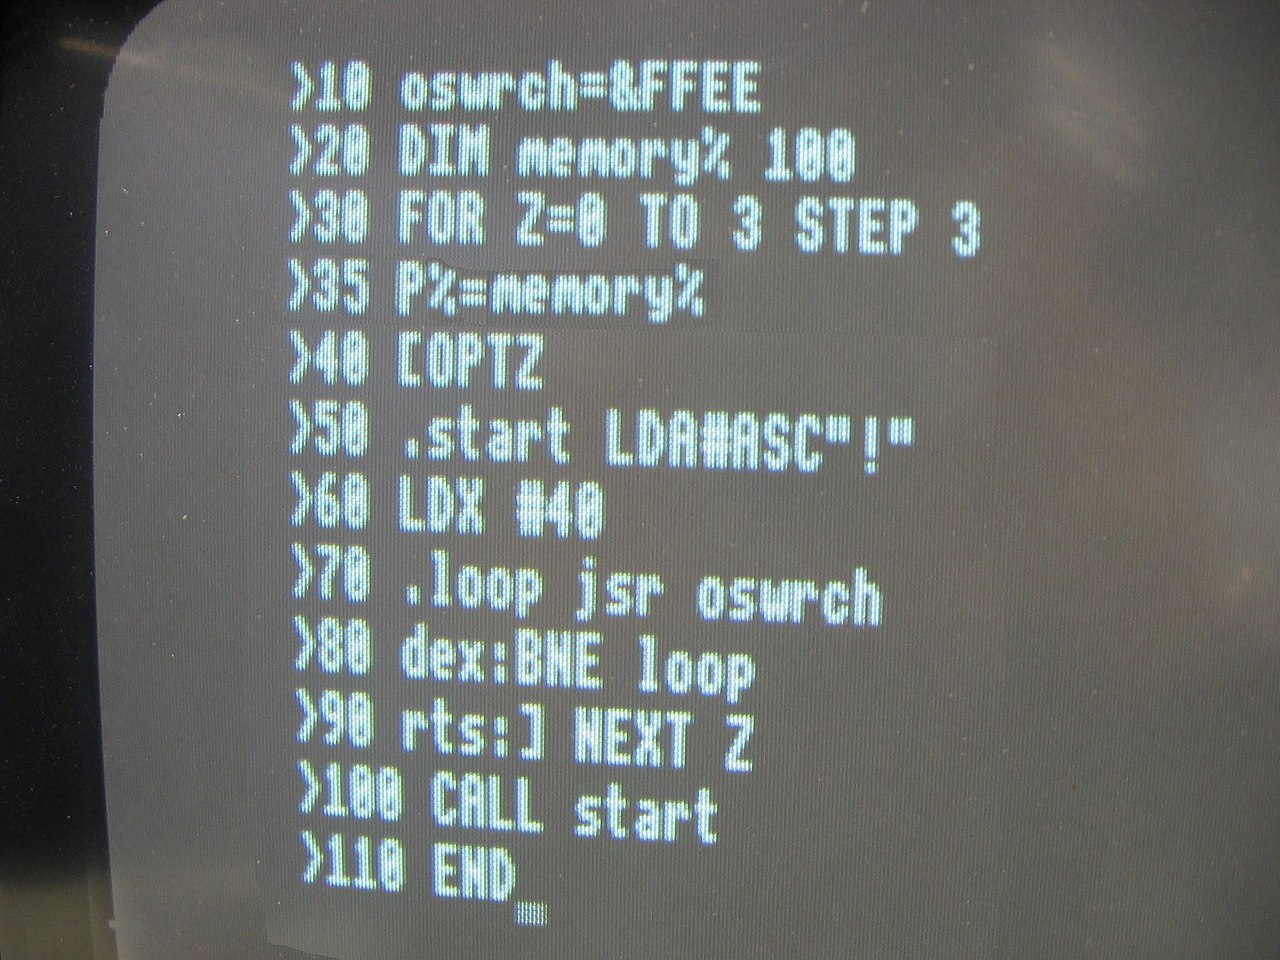 >10 oswrch=&FFEE
>20 DIM memory% 100
>30 FOR Z=0 TO 3 STEP 3
>35 P%=memory%
>40 [OPTZ
>50 .start LDA#ASC"!"
>60 LDX #40
>70 .loop jsr oswrch
>80 dex:BNE loop
>90 rts:] NEXT Z
>100 CALL start
>110 END_